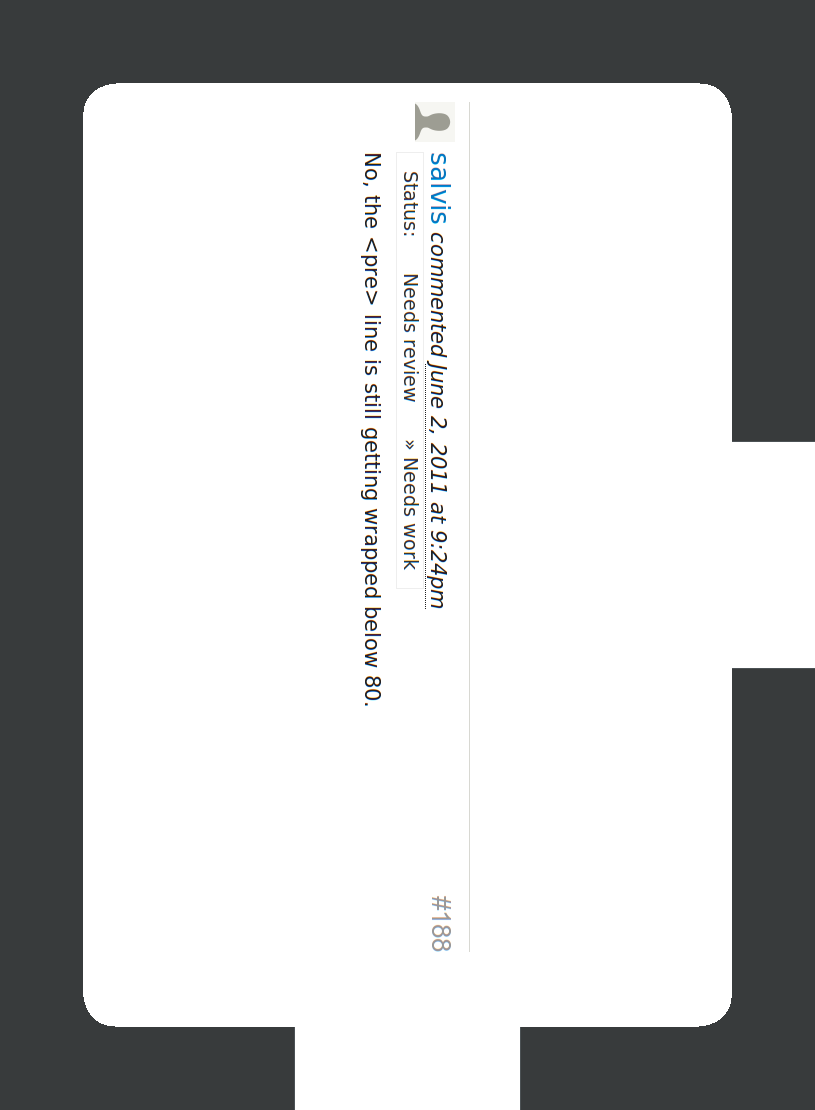 salvis commented June 2, 2011 at 9:24pm
#188
Status: Needs review » Needs work
No, the <pre> line is still getting wrapped below 80.